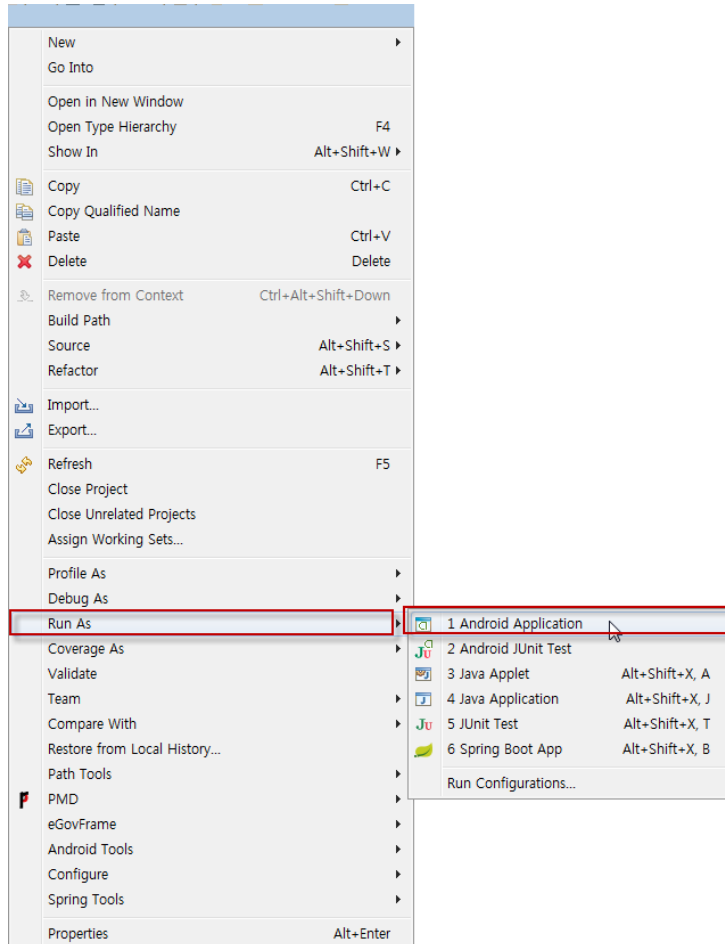 New
Go Into
Open in New Window
Open Type Hierarchy F4
Show In Alt+Shift+W
Copy Ctrl+C
Copy Qualified Name
Paste Ctrl+V
Delete Delete
Remove from Context Ctrl+Alt+Shift+Down
Build Path
Source Alt+Shift+S
Refactor Alt+Shift+T
Import...
Export...
Refresh F5
Close Project
Close Unrelated Projects
Assign Working Sets...
Profile As
Debug As
Run As
Coverage As
Validate
Team
Compare With
Restore from Local History...
Path Tools
PMD
eGovFrame
Android Tools
Configure
Spring Tools
Properties Alt+Enter
1 Android Application
2 Android JUnit Test
3 Java Applet Alt+Shift+X, A
4 Java Application Alt+Shift+X, J
5 JUnit Test Alt+Shift+X, T
6 Spring Boot App Alt+Shift+X, B
Run Configurations...